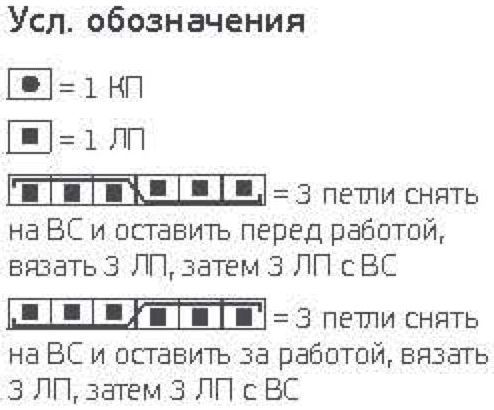 Усл. обозначения
= 1 КП
= 1 ЛП
= 3 петли снять
на ВС и оставить перед работой,
вязать 3 ЛП, затем 3 ЛП с ВС
= 3 петли снять
на ВС и оставить за работой, вязать
3 ЛП, затем 3 ЛП с ВС